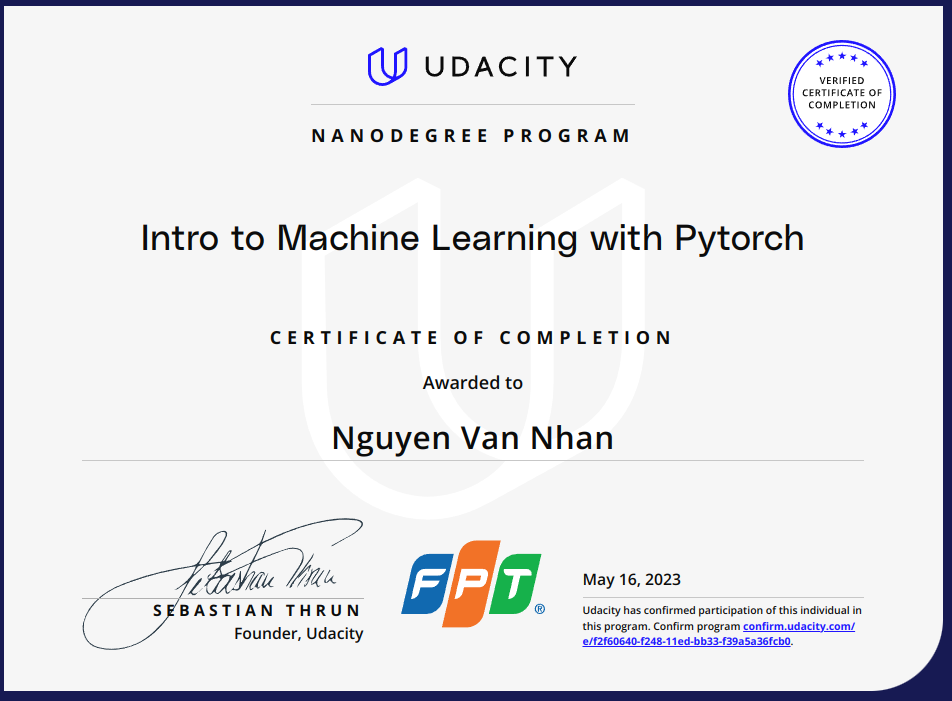 UDACITY
VERIFIED
CERTIFICATE OF
COMPLETION
NANODEGREE PROGRAM
Intro to Machine Learning with Pytorch
CERTIFICATE OF COMPLETION
Awarded to
Nguyen Van Nhan
Sebastian Thrun
SEBASTIAN THRUN
Founder, Udacity
FPT®
May 16, 2023
Udacity has confirmed participation of this individual in
this program. Confirm program confirm.udacity.com/
e/f2f60640-f248-11ed-bb33-f39a5a36fcb0.